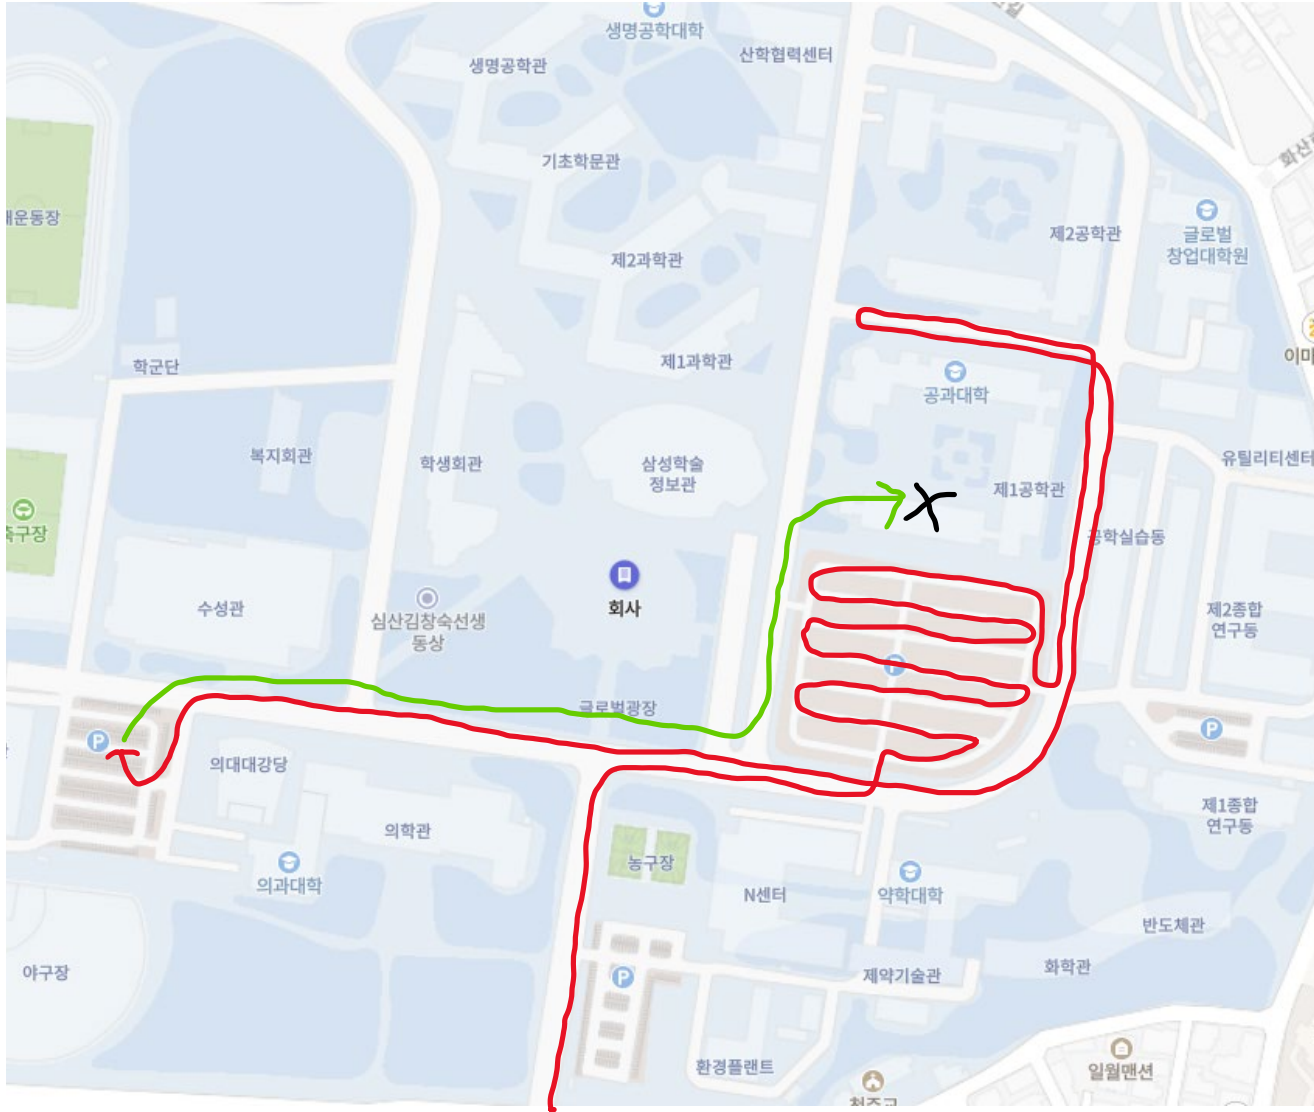 생명공학대학
산학협력센터
생명공학관
기초학문관
제2공학관
글로벌
창업대학원
제2과학관
학군단
제1과학관
공과대학
복지회관
학생회관
삼성학술
정보관
제1공학관
유틸리티센터
축구장
공학실습동
회사
수성관
심산김창숙선생
동상
제2종합
연구동
P
글로벌광장
P
P
의대대강당
제1종합
연구동
의학관
농구장
의과대학
N센터
약학대학
반도체관
야구장
P
제약기술관
화학관
환경플랜트
일월맨션